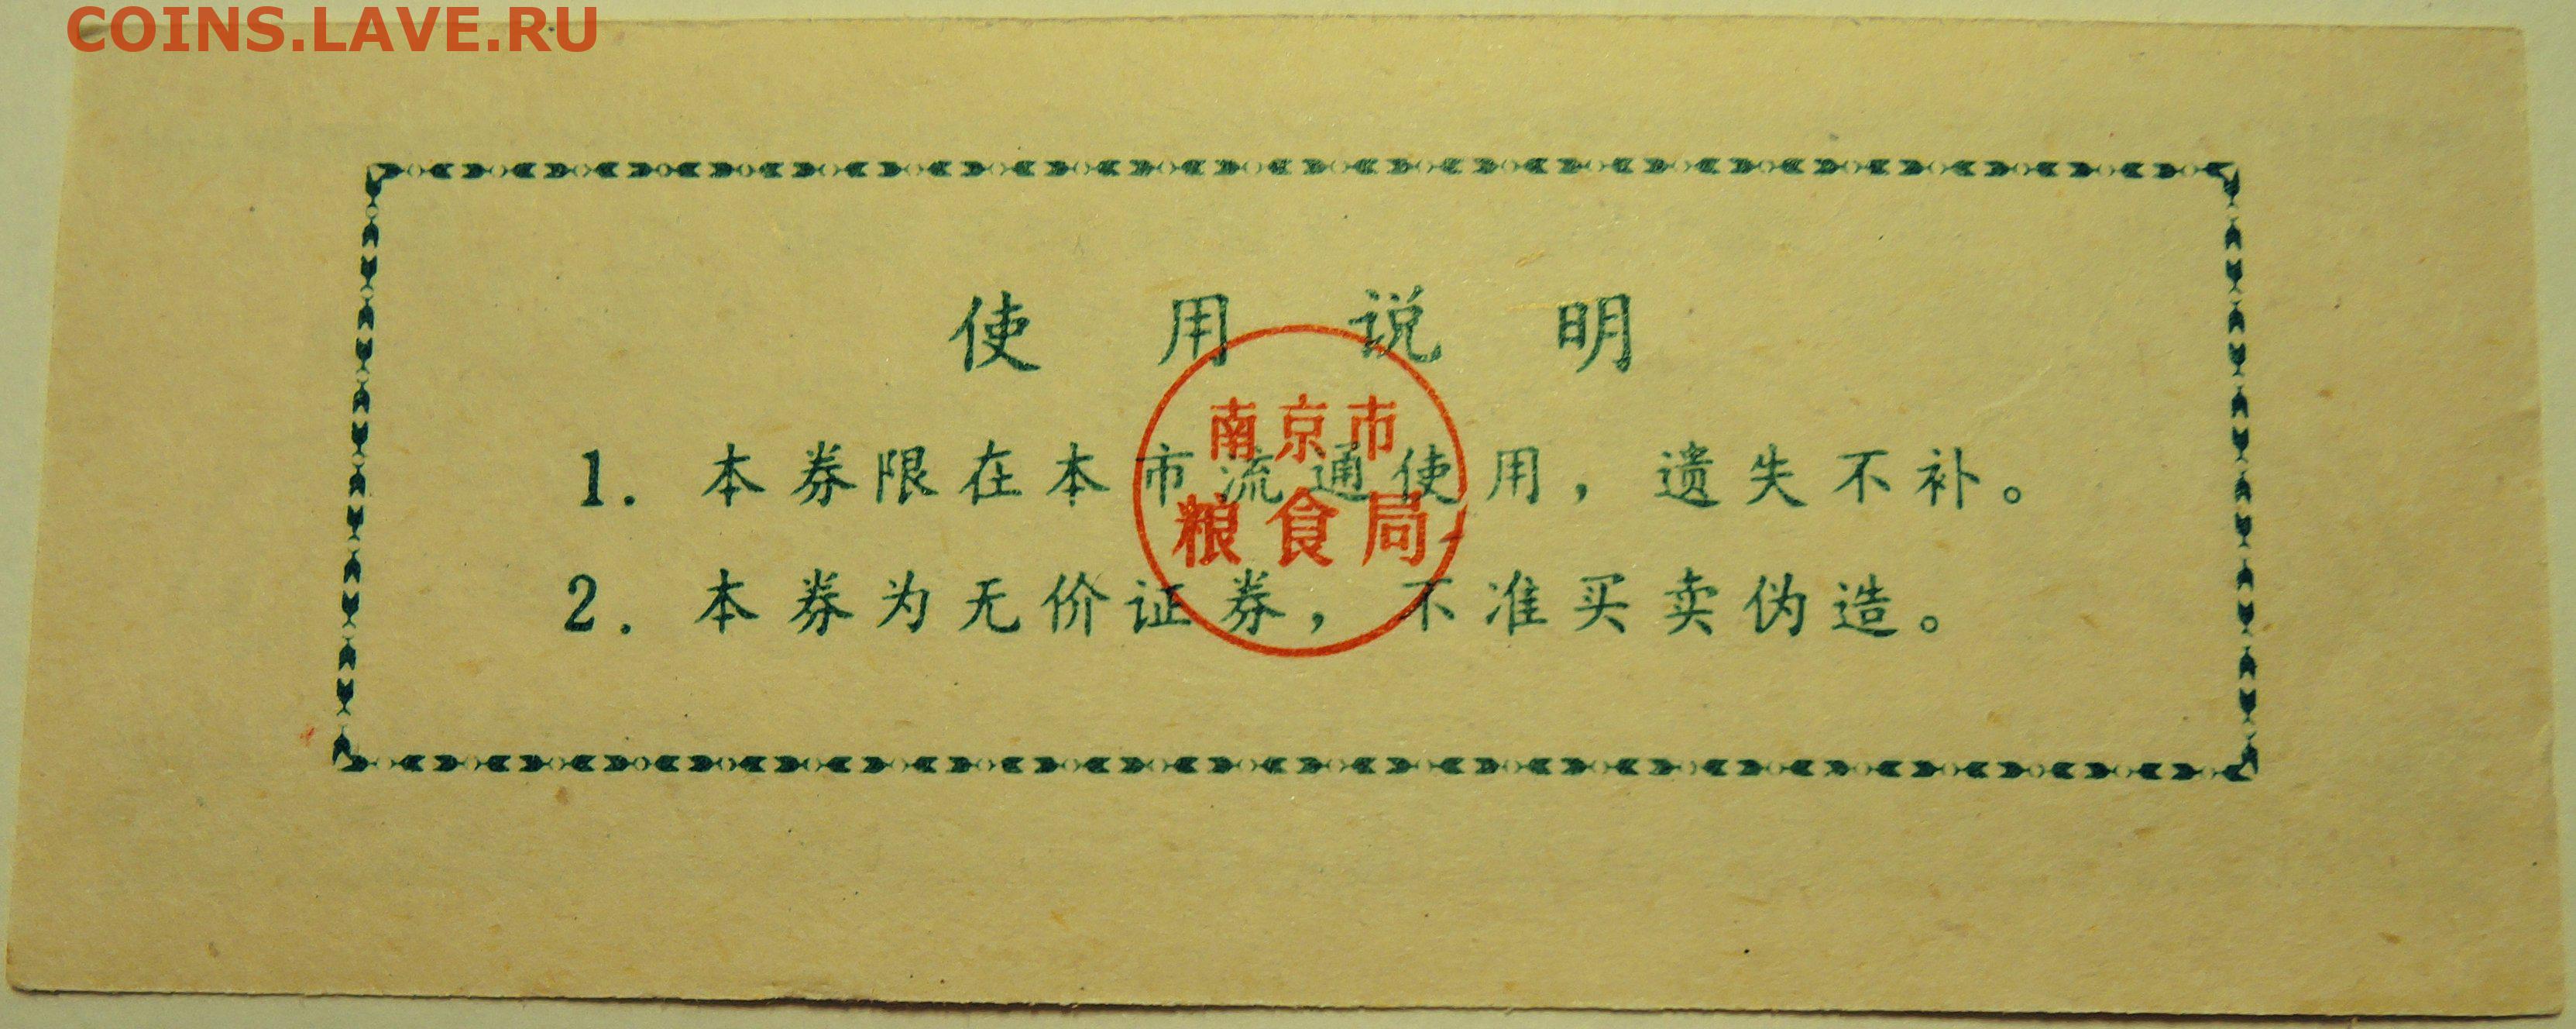 COINS.LAVE.RU
使用说明
南京市
1. 本券限在本市流通使用，遗失不补。
粮食局
2. 本券为无价证券，不准买卖伪造。